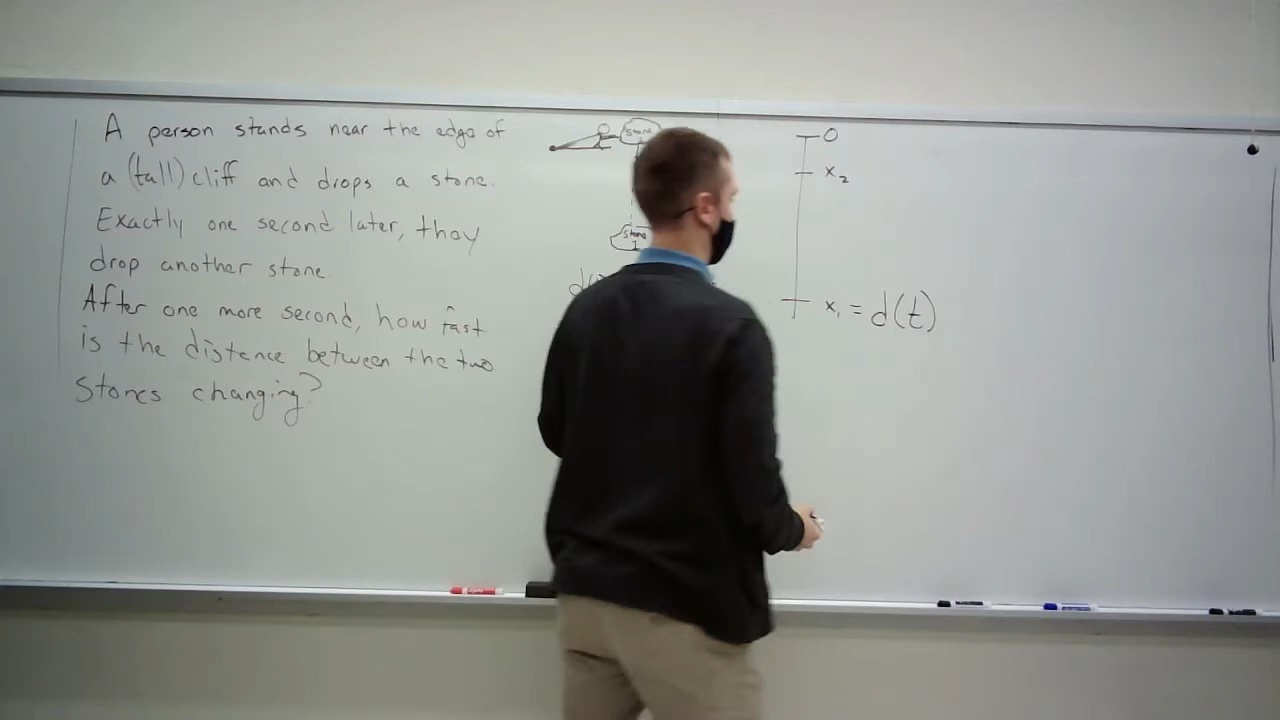 A person stands near the edge of
a (tall) cliff and drops a stone.
Exactly one second later, they
drop another stone.
After one more second, how fast
is the distance between the two
stones changing?
stone
stone
1
d(
0
x₂
x₁ = d(t)